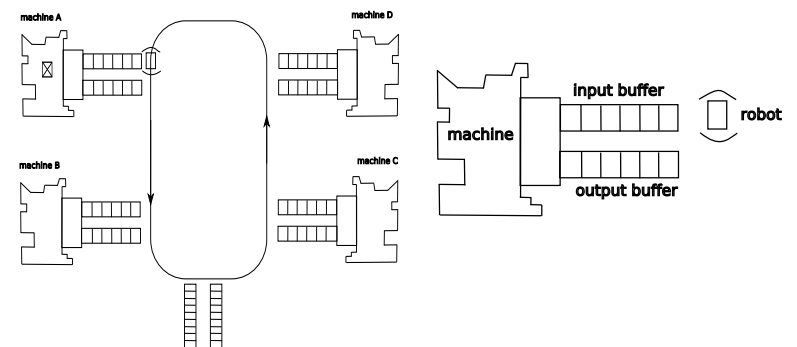 machine A
machine D
machine B
machine C
input buffer
robot
machine
output buffer